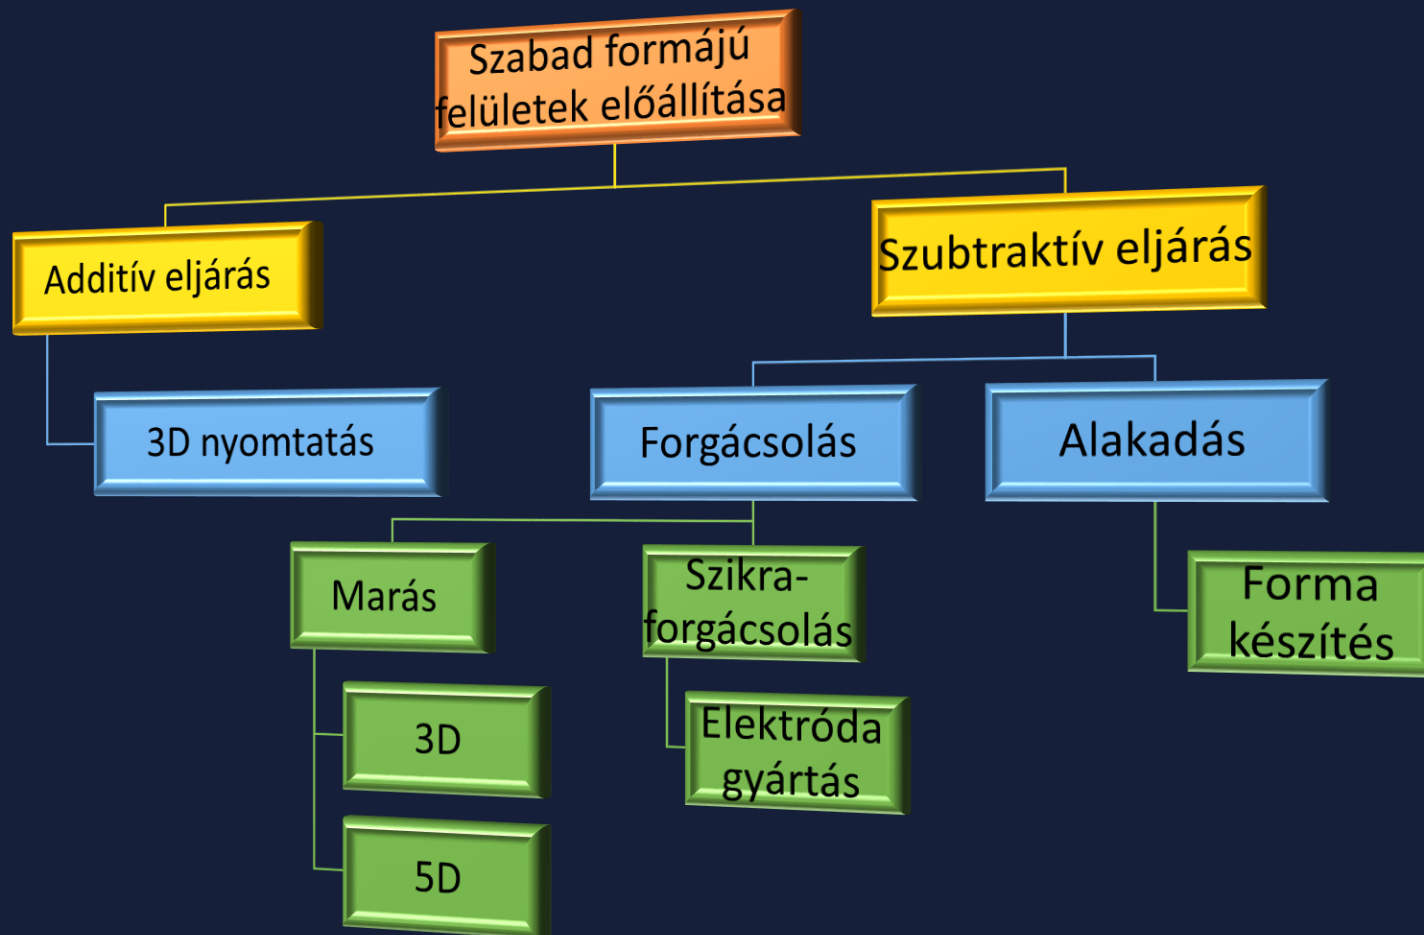 Szabad formájú
felületek előállítása
Additív eljárás
Szubtraktív eljárás
3D nyomtatás
Forgácsolás
Alakadás
Marás
Szikra-
forgácsolás
Forma
készítés
3D
Elektróda
gyártás
5D